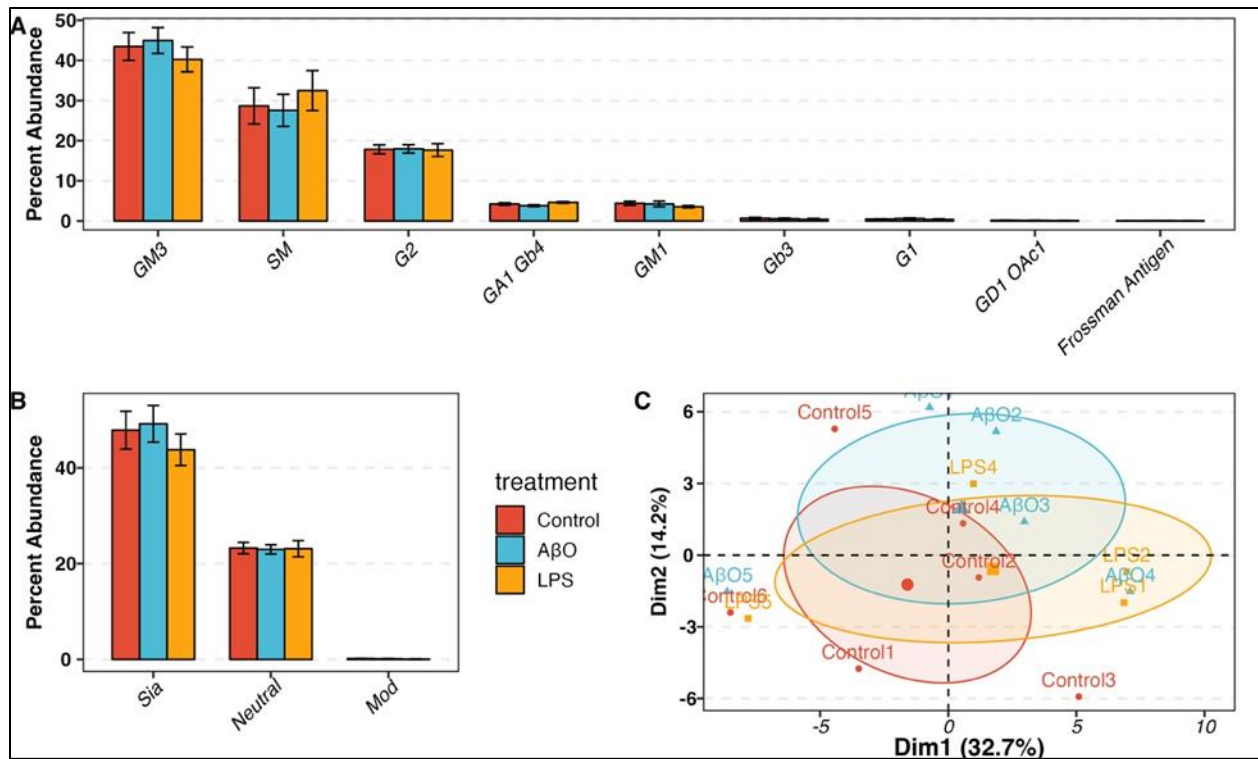 A
Percent Abundance
50
40
30
20
10
0
GM3
SM
G2
GA1 Gb4
GM1
Gb3
G1
GD1 OAc1
Frossman Antigen
B
Percent Abundance
40
20
0
Sia
Neutral
Mod
treatment
Control
AβO
LPS
C
Dim2 (14.2%)
6
3
0
-3
-6
Control5
AβO2
LPS4
Control4
AβO3
Control2
LPS2
AβO5
AβO4
LPS1
LPS5
Control1
Control3
-5
0
5
10
Dim1 (32.7%)